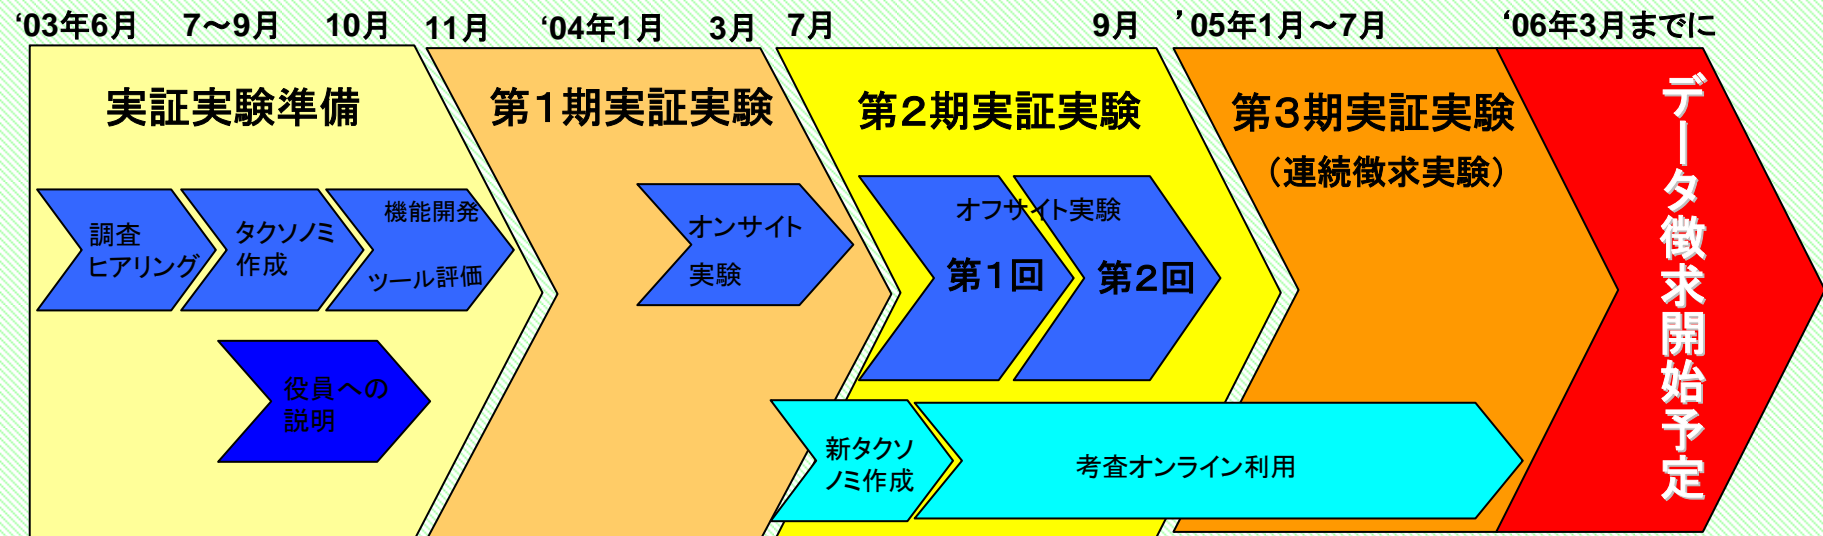 ‘03年6月 7～9月 10月 11月 ‘04年1月 3月 7月 9月 ’05年1月～7月 ‘06年3月までに
実証実験準備
第１期実証実験
第２期実証実験
第３期実証実験
（連続徴求実験）
データ徴求開始予定
調査
ヒアリング
タクソノミ
作成
機能開発
ツール評価
オンサイト
実験
オフサイト実験
第１回
第２回
役員への
説明
新タクソ
ノミ作成
考査オンライン利用